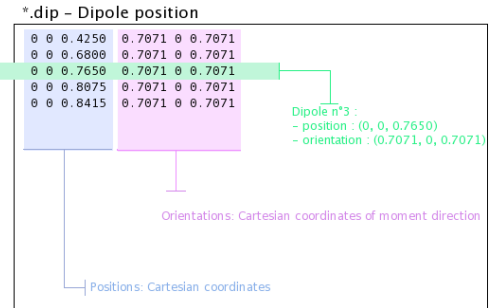 *.dip – Dipole position
0 0 0.4250 0.7071 0 0.7071
0 0 0.6800 0.7071 0 0.7071
0 0 0.7650 0.7071 0 0.7071
0 0 0.8075 0.7071 0 0.7071
0 0 0.8415 0.7071 0 0.7071
Dipole n°3 :
– position : (0, 0, 0.7650)
– orientation : (0.7071, 0, 0.7071)
Orientations: Cartesian coordinates of moment direction
Positions: Cartesian coordinates